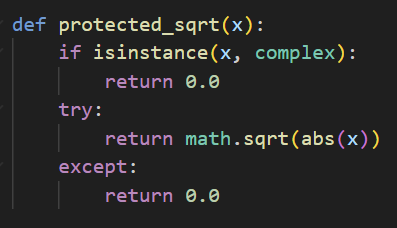 def protected_sqrt(x):
    if isinstance(x, complex):
        return 0.0
    try:
        return math.sqrt(abs(x))
    except:
        return 0.0